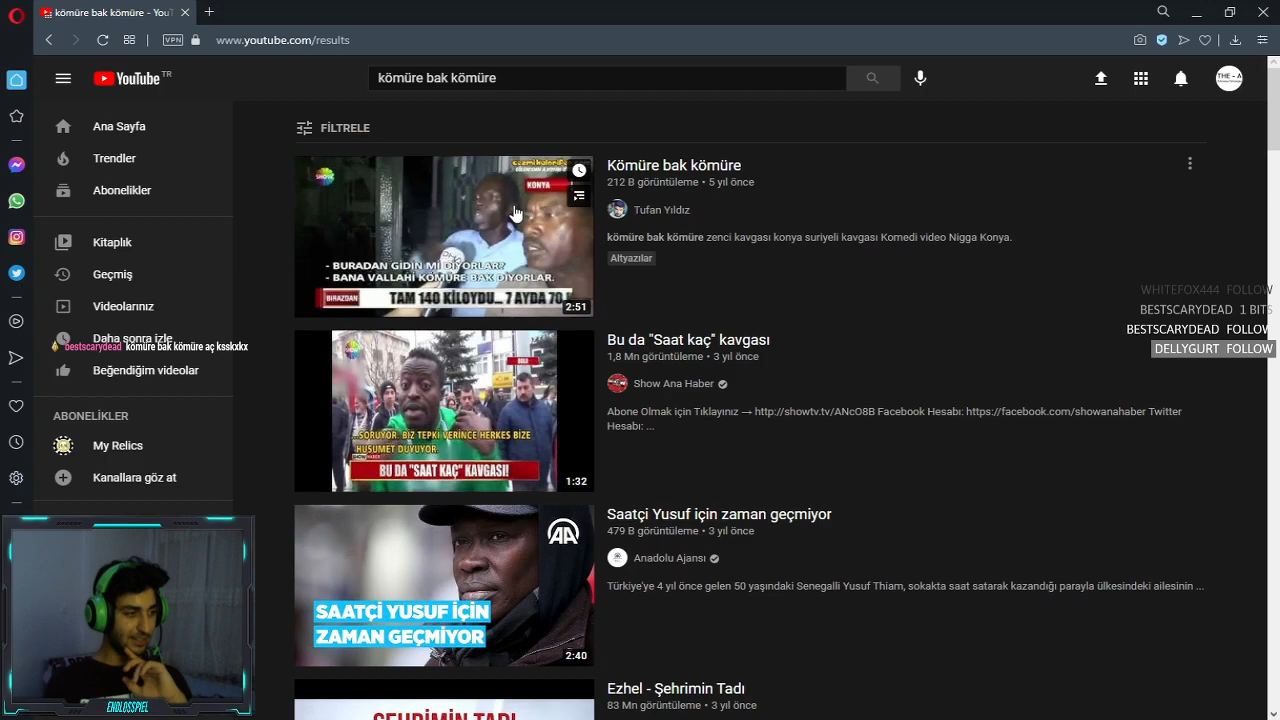 kömüre bak kömüre - YouT
VPN
www.youtube.com/results
YouTube TR
kömüre bak kömüre
THE - A
Ana Sayfa
Trendler
Abonelikler
Kitaplık
Geçmiş
Videolarınız
Daha sonra izle
bestscarydead kömüre bak kömüre aç ksskxkx
Beğendiğim videolar
ABONELİKLER
My Relics
Kanallara göz at
ENDLOSSPIEL
FİLTRELE
SHOW
KONYA
- BURADAN GİDİN Mİ DİYORLAR?
- BANA VALLAHİ KÖMÜRE BAK DİYORLAR.
BİRAZDAN
TAM 140 KİLOYDU... 7 AYDA 70
2:51
Kömüre bak kömüre
212 B görüntüleme • 5 yıl önce
Tufan Yıldız
kömüre bak kömüre zenci kavgası konya suriyeli kavgası Komedi video Nigga Konya.
Altyazılar
WHITEFOX444 FOLLOW
BESTSCARYDEAD 1 BITS
BESTSCARYDEAD FOLLOW
DELLYGURT FOLLOW
SHOW
BOLU
...SORUYOR. BİZ TEPKİ VERİNCE HERKES BİZE
HUSUMET DUYUYOR.
BU DA "SAAT KAÇ" KAVGASI!
1:32
Bu da "Saat kaç" kavgası
1,8 Mn görüntüleme • 3 yıl önce
Show Ana Haber
Abone Olmak için Tıklayınız → http://showtv.tv/ANcO8B Facebook Hesabı: https://facebook.com/showanahaber Twitter
Hesabı: ...
AA
SAATÇİ YUSUF İÇİN
ZAMAN GEÇMİYOR
2:40
Saatçi Yusuf için zaman geçmiyor
479 B görüntüleme • 3 yıl önce
Anadolu Ajansı
Türkiye'ye 4 yıl önce gelen 50 yaşındaki Senegalli Yusuf Thiam, sokakta saat satarak kazandığı parayla ülkesindeki ailesinin ...
ŞEHRİMİN TADI
Ezhel - Şehrimin Tadı
83 Mn görüntüleme • 3 yıl önce